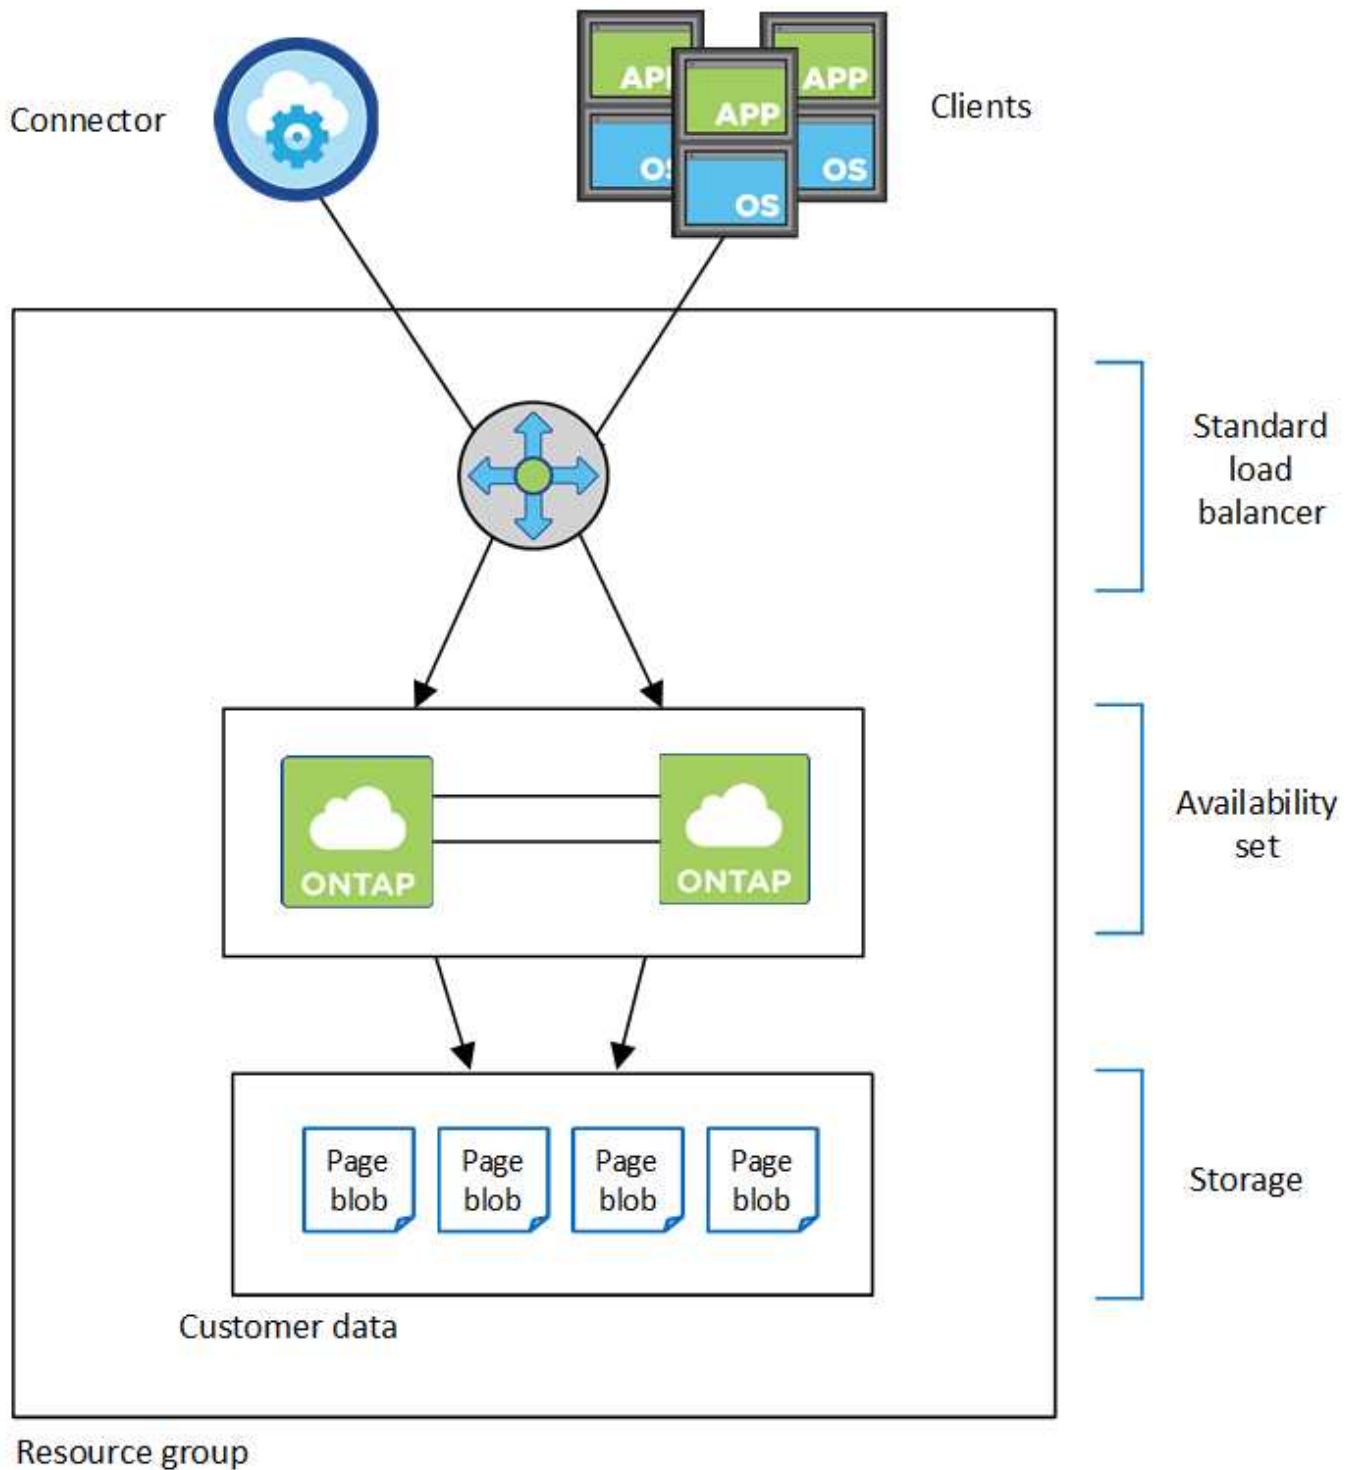 Connector
APP
APP
APP
OS
OS
OS
Clients
Standard
load
balancer
ONTAP
ONTAP
Availability
set
Page
blob
Page
blob
Page
blob
Page
blob
Storage
Customer data
Resource group